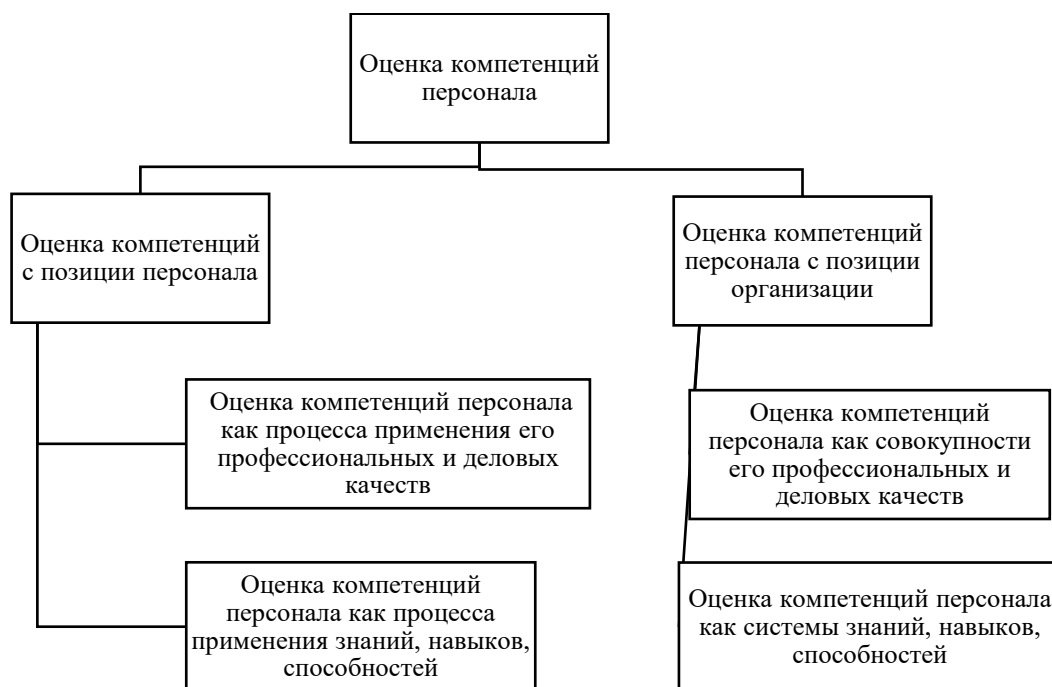 Оценка компетенций
персонала
Оценка компетенций
с позиции персонала
Оценка компетенций
персонала с позиции
организации
Оценка компетенций персонала
как процесса применения его
профессиональных и деловых
качеств
Оценка компетенций
персонала как совокупности
его профессиональных и
деловых качеств
Оценка компетенций
персонала как процесса
применения знаний, навыков,
способностей
Оценка компетенций персонала
как системы знаний, навыков,
способностей